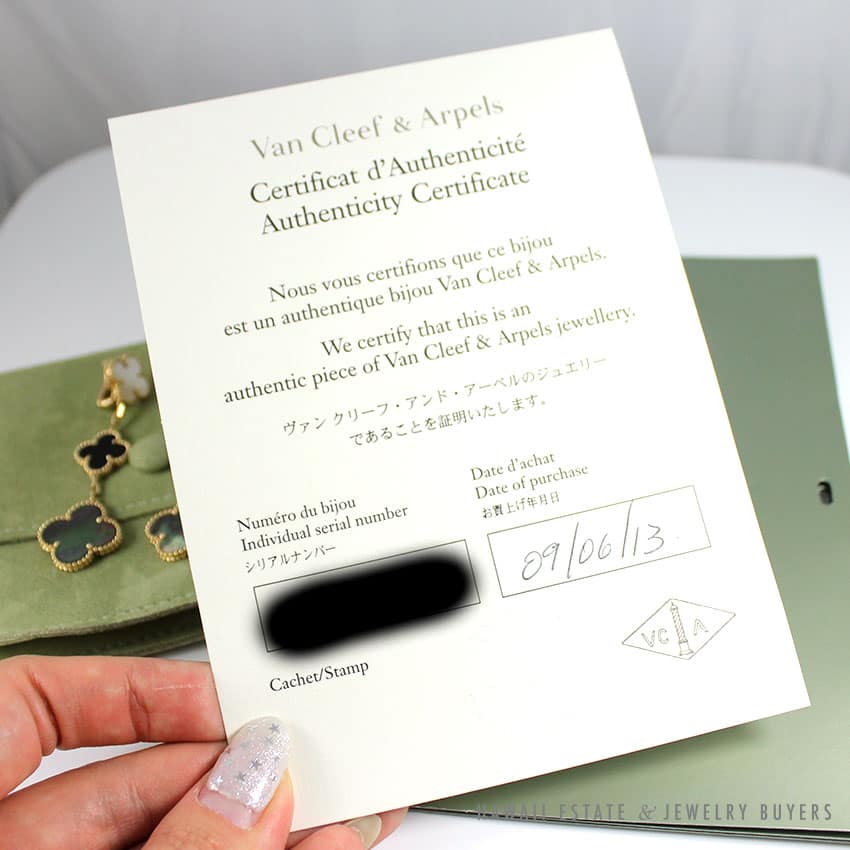 Van Cleef & Arpels
Certificat d'Authenticité
Authenticity Certificate
Nous vous certifions que ce bijou
est un authentique bijou Van Cleef & Arpels.
We certify that this is an
authentic piece of Van Cleef & Arpels jewellery.
ヴァン クリーフ・アンド・アーペルのジュエリー
であることを証明いたします。
Numéro du bijou
Individual serial number
シリアルナンバー
Date d'achat
Date of purchase
お買上げ年月日
09/06/13
Cachet/Stamp
VC A
HAWAII ESTATE & JEWELRY BUYERS